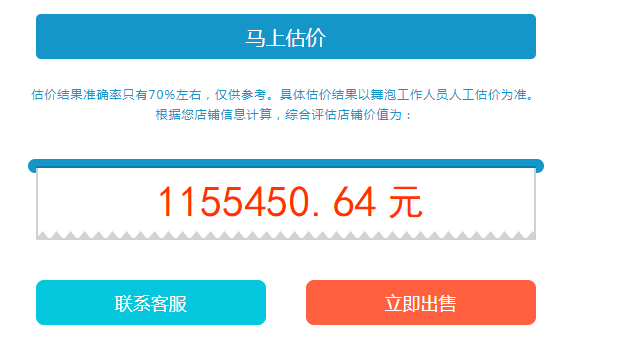 马上估价
估价结果准确率只有70%左右，仅供参考。具体估价结果以舞泡工作人员人工估价为准。
根据您店铺信息计算，综合评估店铺价值为：
1155450.64 元
联系客服
立即出售